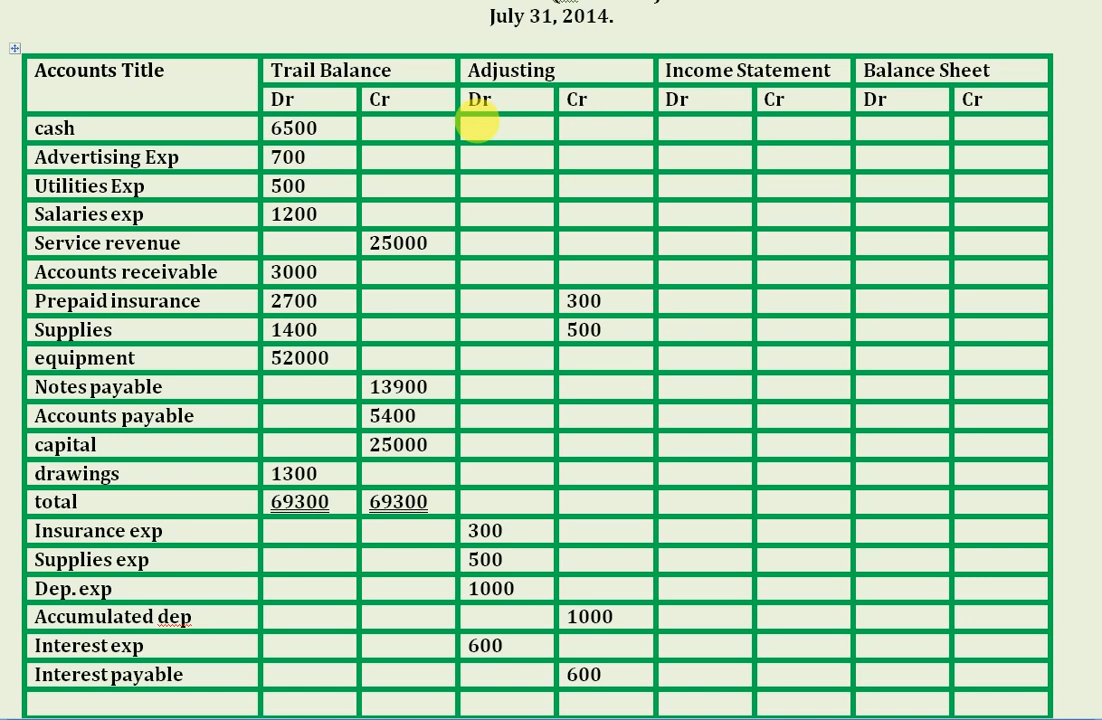 July 31, 2014.
Accounts Title Trail Balance Adjusting Income Statement Balance Sheet
Dr Cr Dr Cr Dr Cr Dr Cr
cash 6500
Advertising Exp 700
Utilities Exp 500
Salaries exp 1200
Service revenue 25000
Accounts receivable 3000
Prepaid insurance 2700 300
Supplies 1400 500
equipment 52000
Notes payable 13900
Accounts payable 5400
capital 25000
drawings 1300
total 69300 69300
Insurance exp 300
Supplies exp 500
Dep. exp 1000
Accumulated dep 1000
Interest exp 600
Interest payable 600